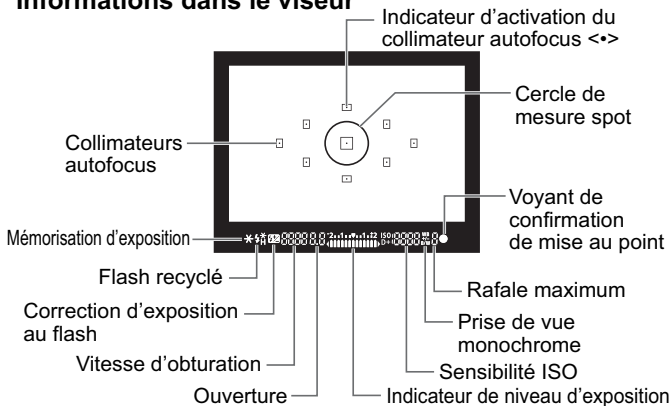 Informations dans le viseur
Indicateur d'activation du
collimateur autofocus <•>
Cercle de
mesure spot
Collimateurs
autofocus
Voyant de
confirmation
de mise au point
Mémorisation d'exposition
Flash recyclé
Rafale maximum
Correction d'exposition
au flash
Prise de vue
monochrome
Vitesse d'obturation
Sensibilité ISO
Ouverture
Indicateur de niveau d'exposition